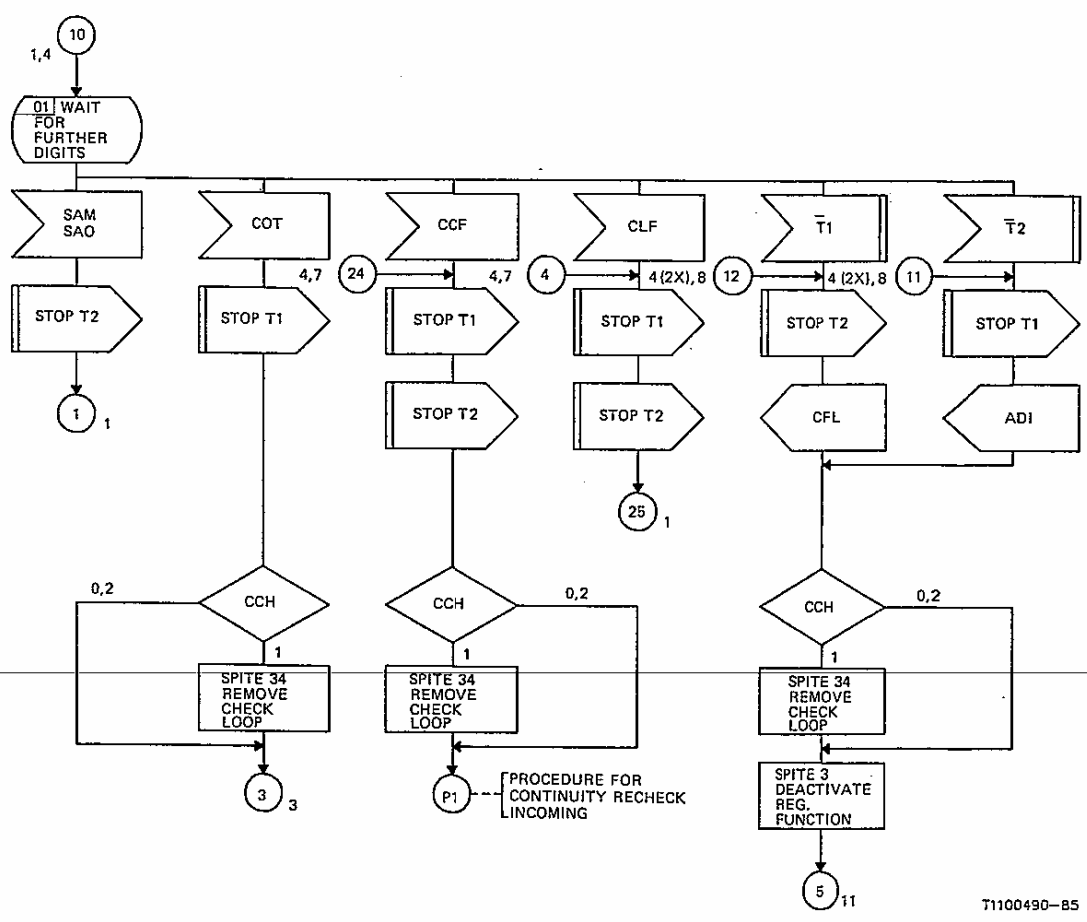 10
1,4
01 WAIT
FOR
FURTHER
DIGITS
SAM
SAO
COT
CCF
CLF
T̅1
T̅2
4,7
24
4,7
4
4(2X),8
12
4(2X),8
11
STOP T2
STOP T1
STOP T1
STOP T1
STOP T2
STOP T1
1
1
STOP T2
STOP T2
CFL
ADI
25
1
0,2
CCH
CCH
0,2
CCH
0,2
1
1
1
SPITE 34
REMOVE
CHECK
LOOP
SPITE 34
REMOVE
CHECK
LOOP
SPITE 34
REMOVE
CHECK
LOOP
3
3
P1
PROCEDURE FOR
CONTINUITY RECHECK
INCOMING
SPITE 3
DEACTIVATE
REG.
FUNCTION
5
11
T1100490-85